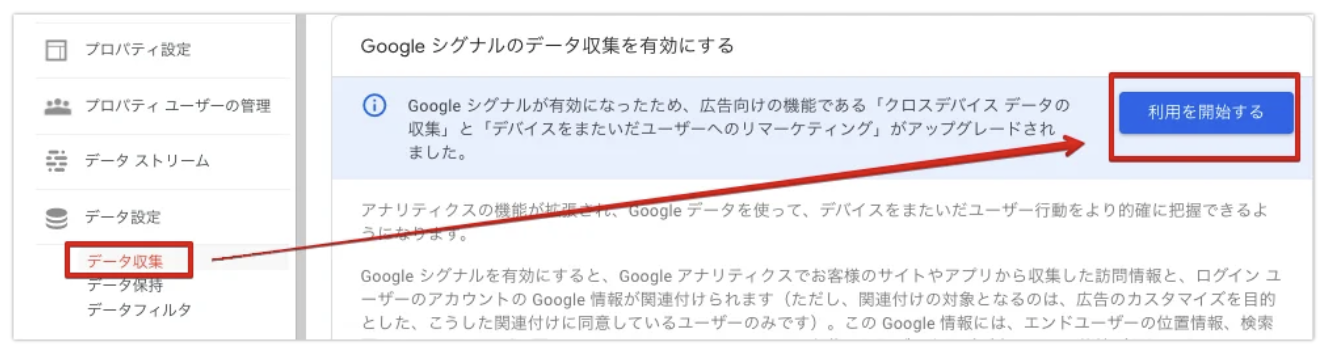 プロパティ設定
プロパティ ユーザーの管理
データ ストリーム
データ設定
データ収集
データ保持
データフィルタ
Google シグナルのデータ収集を有効にする
Google シグナルが有効になったため、広告向けの機能である「クロスデバイス データの
収集」と「デバイスをまたいだユーザーへのリマーケティング」がアップグレードされ
ました。
利用を開始する
アナリティクスの機能が拡張され、Google データを使って、デバイスをまたいだユーザー行動をより的確に把握できるよ
うになります。
Google シグナルを有効にすると、Google アナリティクスでお客様のサイトやアプリから収集した訪問情報と、ログイン ユ
ーザーのアカウントの Google 情報が関連付けられます（ただし、関連付けの対象となるのは、広告のカスタマイズを目的
とした、こうした関連付けに同意しているユーザーのみです）。この Google 情報には、エンドユーザーの位置情報、検索